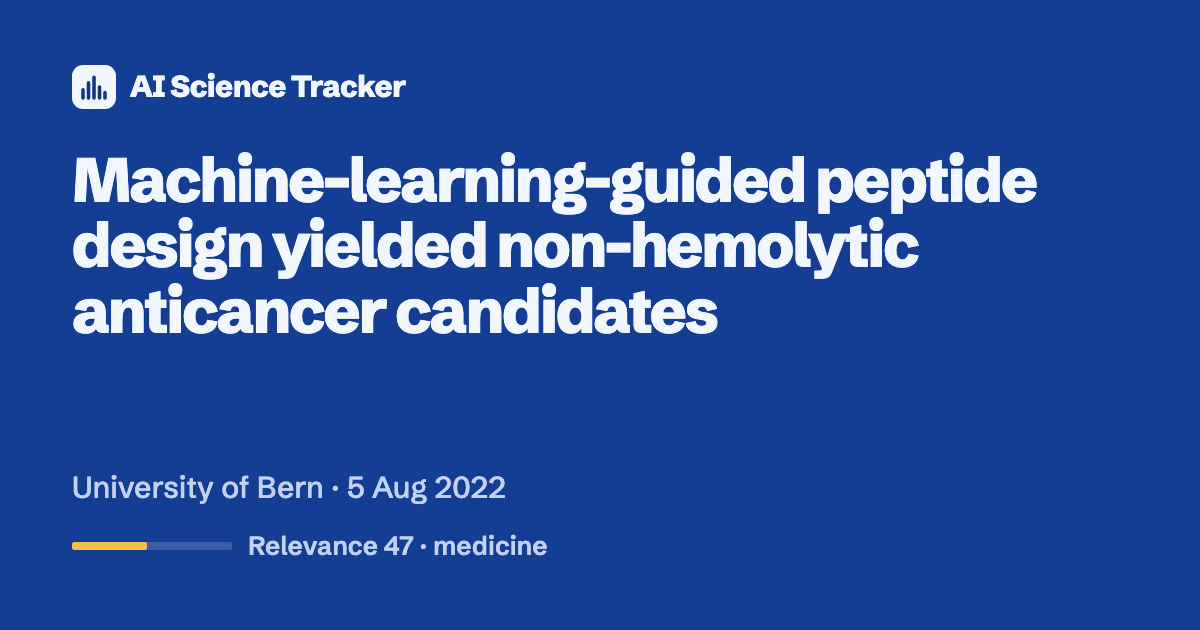 AI Science Tracker
Machine-learning-guided peptide
design yielded non-hemolytic
anticancer candidates
University of Bern · 5 Aug 2022
Relevance 47 · medicine